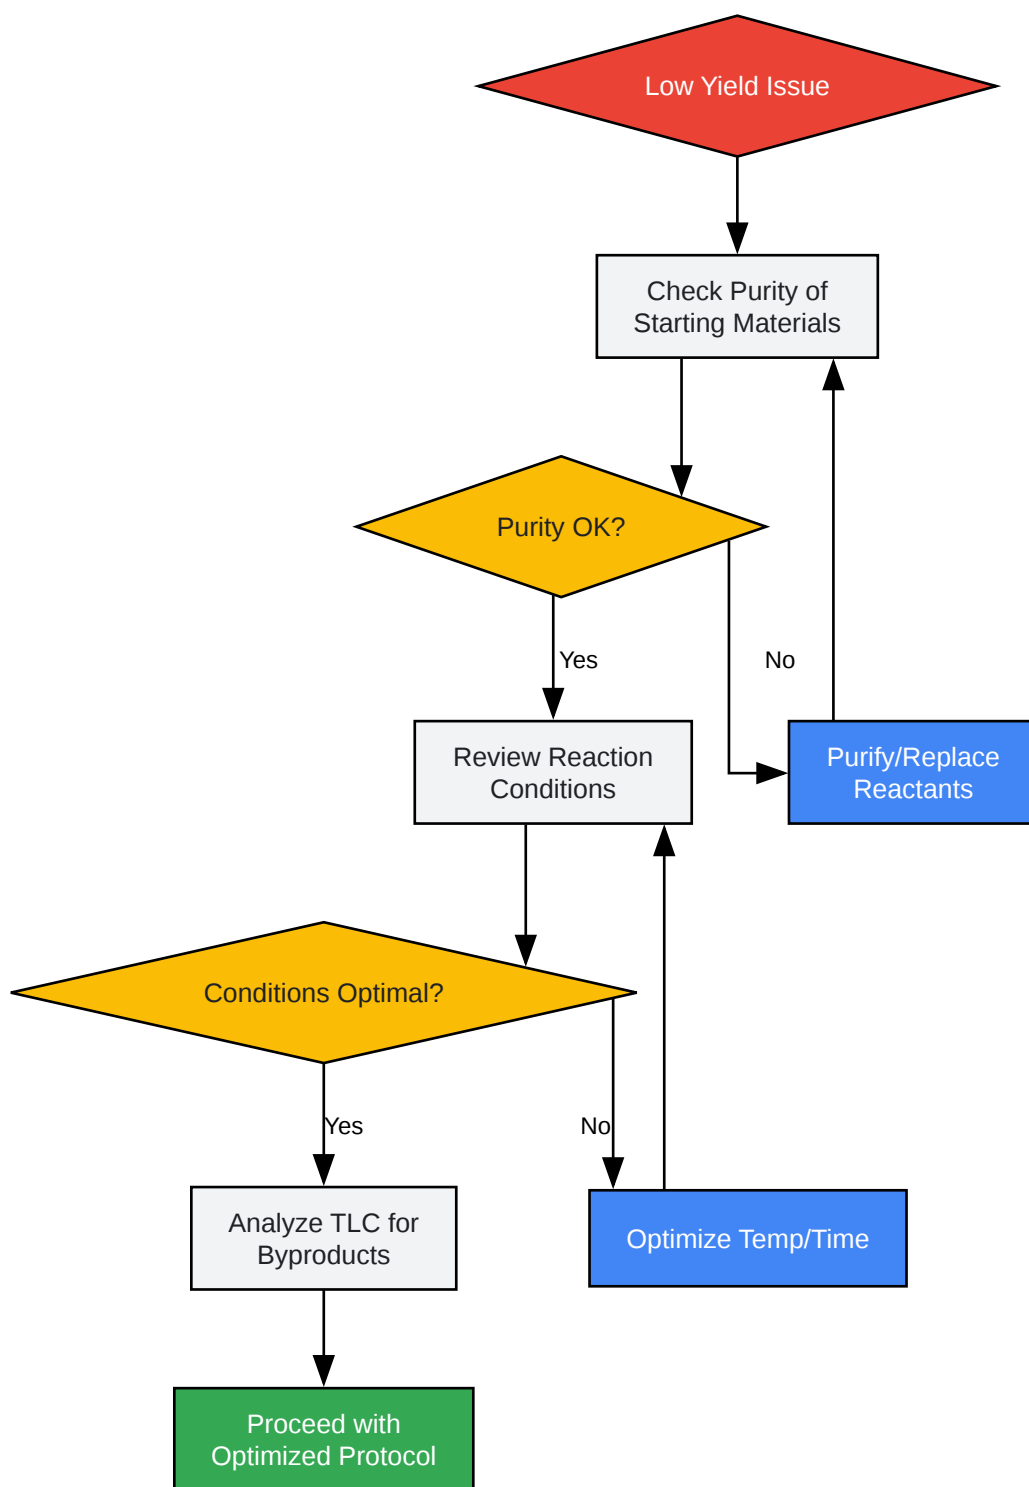 Low Yield Issue
Check Purity of
Starting Materials
Purity OK?
Yes
No
Review Reaction
Conditions
Purify/Replace
Reactants
Conditions Optimal?
Yes
No
Analyze TLC for
Byproducts
Optimize Temp/Time
Proceed with
Optimized Protocol